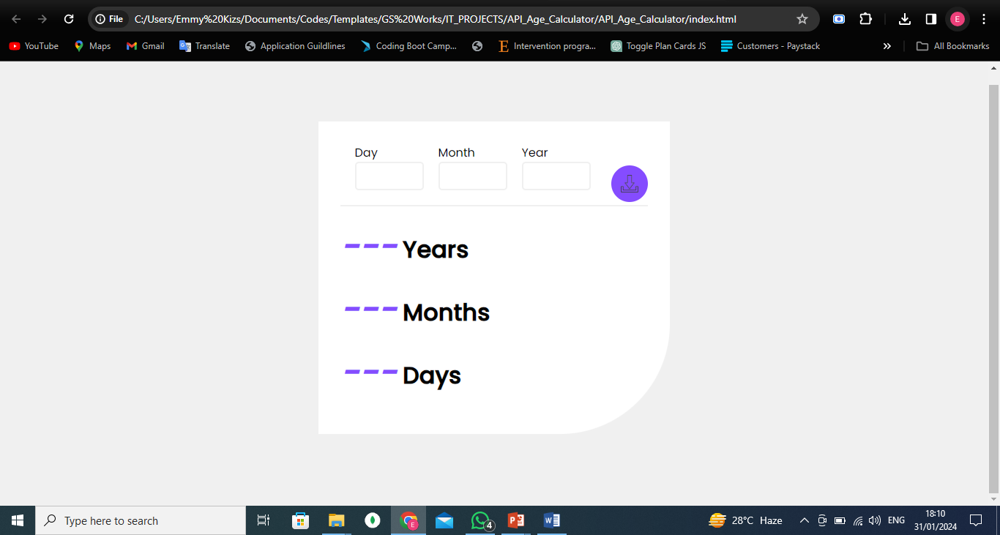 File C:/Users/Emmy%20Kizs/Documents/Codes/Templates/GS%20Works/IT_PROJECTS/API_Age_Calculator/API_Age_Calculator/index.html E
YouTube Maps Gmail Translate Application Guildlines Coding Boot Camp... E Intervention progra... Toggle Plan Cards JS Customers - Paystack » All Bookmarks
Day Month Year
--- Years
--- Months
--- Days
Type here to search E 4 P W 28°C Haze ENG 18:10
31/01/2024